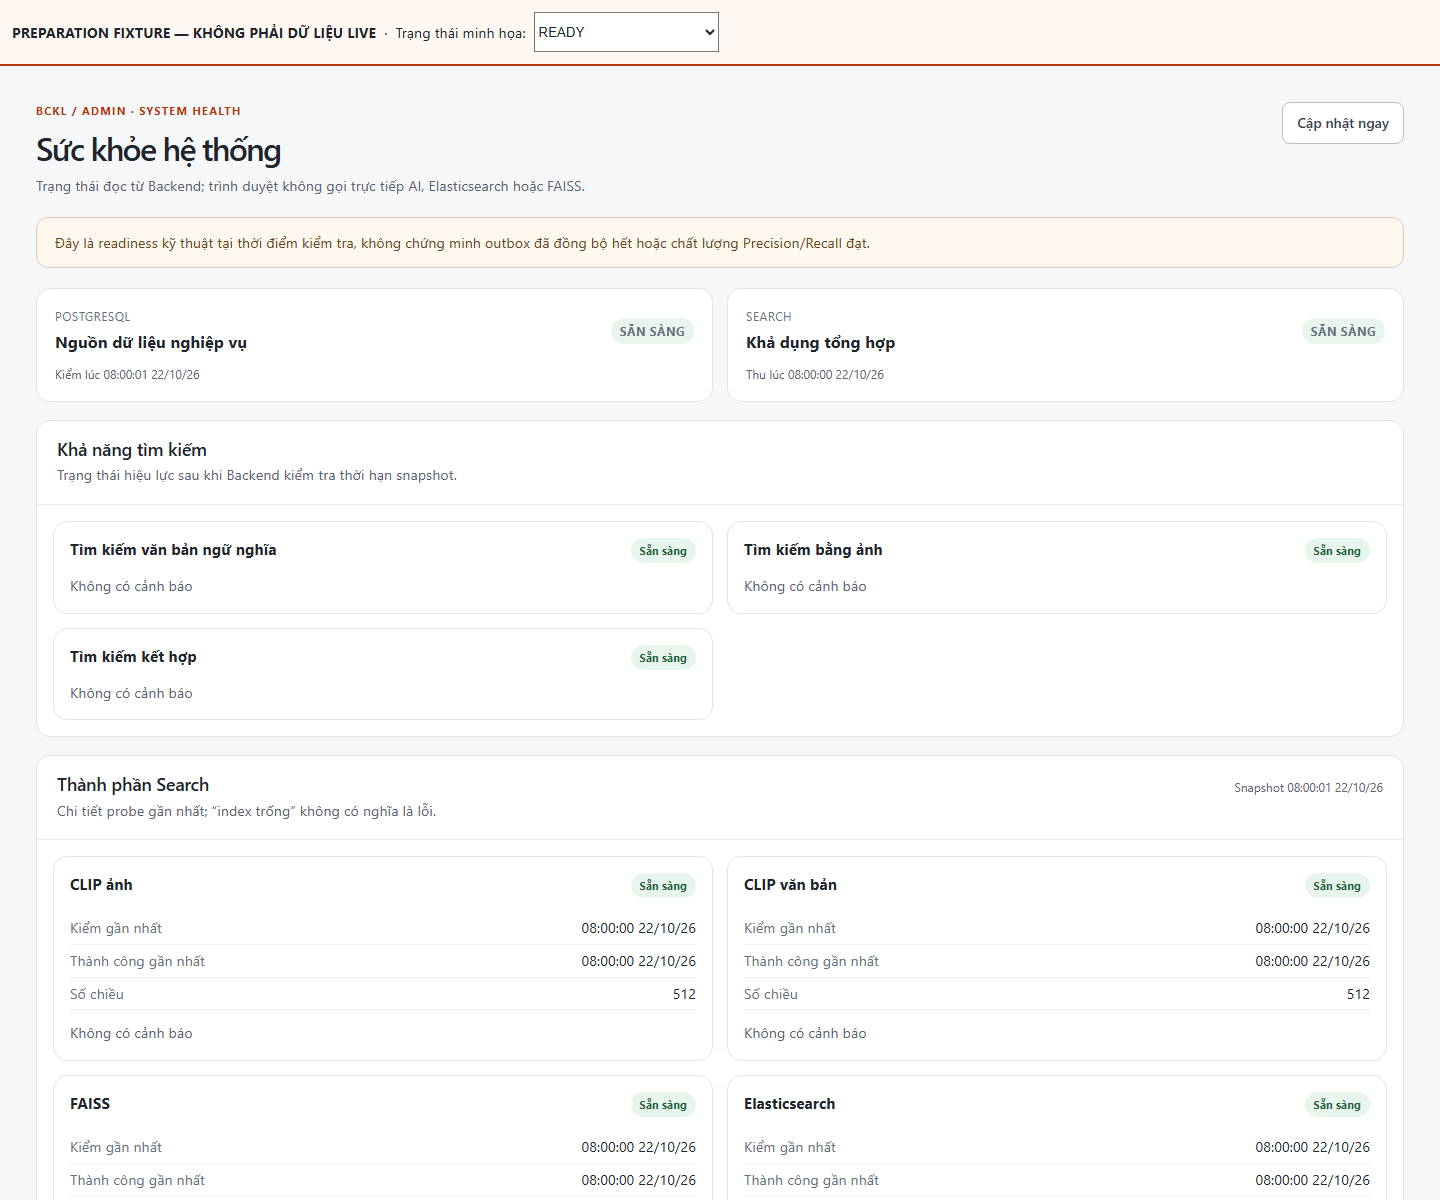 PREPARATION FIXTURE — KHÔNG PHẢI DỮ LIỆU LIVE · Trạng thái minh họa: READY
BCKL / ADMIN · SYSTEM HEALTH
Cập nhật ngay
Sức khỏe hệ thống
Trạng thái đọc từ Backend; trình duyệt không gọi trực tiếp AI, Elasticsearch hoặc FAISS.
Đây là readiness kỹ thuật tại thời điểm kiểm tra, không chứng minh outbox đã đồng bộ hết hoặc chất lượng Precision/Recall đạt.
POSTGRESQL
Nguồn dữ liệu nghiệp vụ
SẴN SÀNG
Kiểm lúc 08:00:01 22/10/26
SEARCH
Khả dụng tổng hợp
SẴN SÀNG
Thu lúc 08:00:00 22/10/26
Khả năng tìm kiếm
Trạng thái hiệu lực sau khi Backend kiểm tra thời hạn snapshot.
Tìm kiếm văn bản ngữ nghĩa
Sẵn sàng
Không có cảnh báo
Tìm kiếm bằng ảnh
Sẵn sàng
Không có cảnh báo
Tìm kiếm kết hợp
Sẵn sàng
Không có cảnh báo
Thành phần Search
Snapshot 08:00:01 22/10/26
Chi tiết probe gần nhất; “index trống” không có nghĩa là lỗi.
CLIP ảnh
Sẵn sàng
Kiểm gần nhất 08:00:00 22/10/26
Thành công gần nhất 08:00:00 22/10/26
Số chiều 512
Không có cảnh báo
CLIP văn bản
Sẵn sàng
Kiểm gần nhất 08:00:00 22/10/26
Thành công gần nhất 08:00:00 22/10/26
Số chiều 512
Không có cảnh báo
FAISS
Sẵn sàng
Kiểm gần nhất 08:00:00 22/10/26
Thành công gần nhất 08:00:00 22/10/26
Elasticsearch
Sẵn sàng
Kiểm gần nhất 08:00:00 22/10/26
Thành công gần nhất 08:00:00 22/10/26